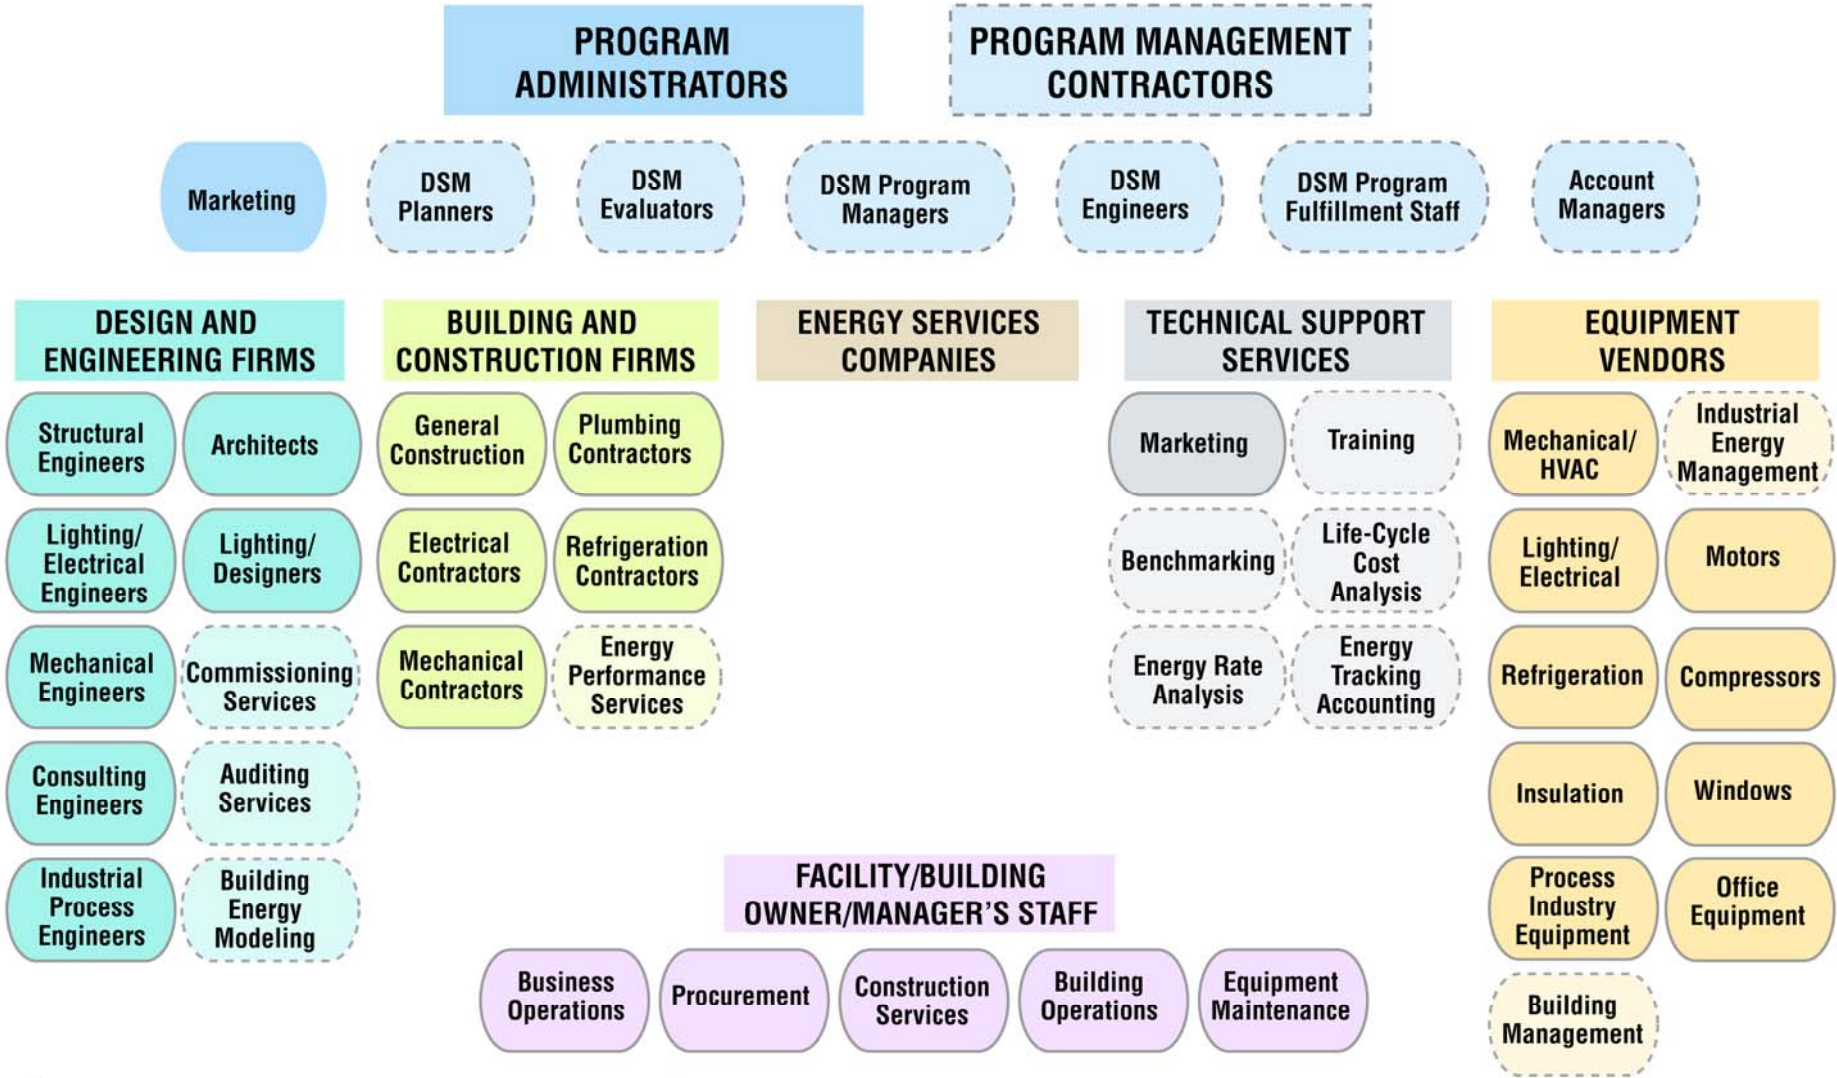 PROGRAM
ADMINISTRATORS
PROGRAM MANAGEMENT
CONTRACTORS
Marketing
DSM
Planners
DSM
Evaluators
DSM Program
Managers
DSM
Engineers
DSM Program
Fulfillment Staff
Account
Managers
DESIGN AND
ENGINEERING FIRMS
Structural
Engineers
Architects
Lighting/
Electrical
Engineers
Lighting/
Designers
Mechanical
Engineers
Commissioning
Services
Consulting
Engineers
Auditing
Services
Industrial
Process
Engineers
Building
Energy
Modeling
BUILDING AND
CONSTRUCTION FIRMS
General
Construction
Plumbing
Contractors
Electrical
Contractors
Refrigeration
Contractors
Mechanical
Contractors
Energy
Performance
Services
ENERGY SERVICES
COMPANIES
TECHNICAL SUPPORT
SERVICES
Marketing
Training
Benchmarking
Life-Cycle
Cost
Analysis
Energy Rate
Analysis
Energy
Tracking
Accounting
EQUIPMENT
VENDORS
Mechanical/
HVAC
Industrial
Energy
Management
Lighting/
Electrical
Motors
Refrigeration
Compressors
Insulation
Windows
Process
Industry
Equipment
Office
Equipment
Building
Management
FACILITY/BUILDING
OWNER/MANAGER'S STAFF
Business
Operations
Procurement
Construction
Services
Building
Operations
Equipment
Maintenance